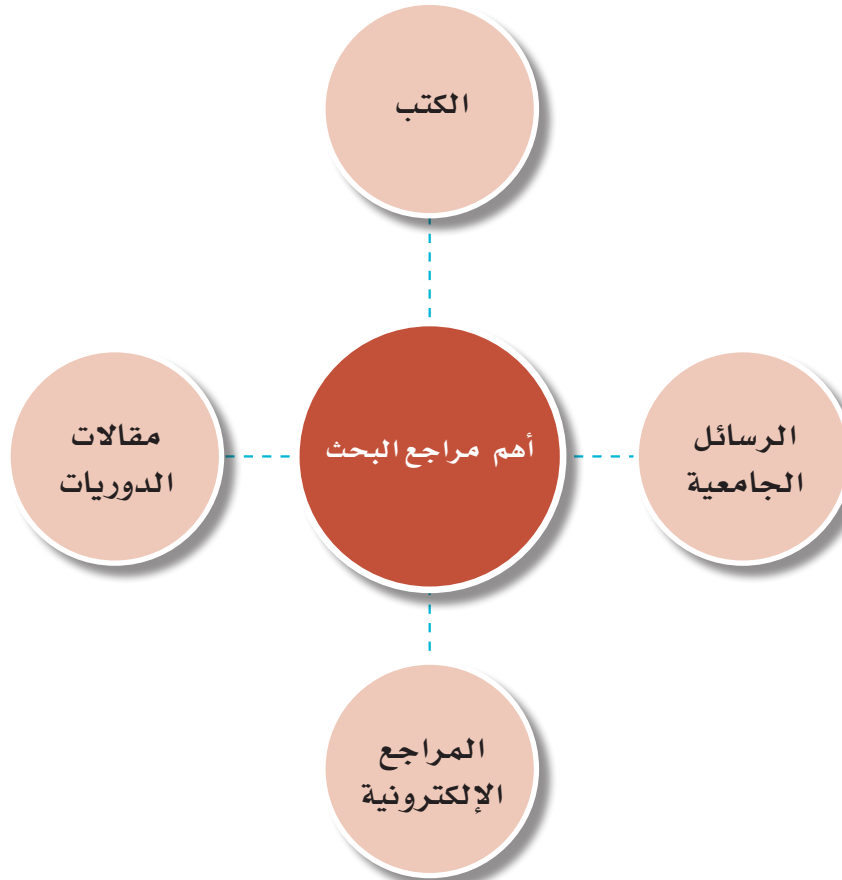 الكتب
أهم مراجع البحث
الرسائل
الجامعية
مقالات
الدوريات
المراجع
الإلكترونية